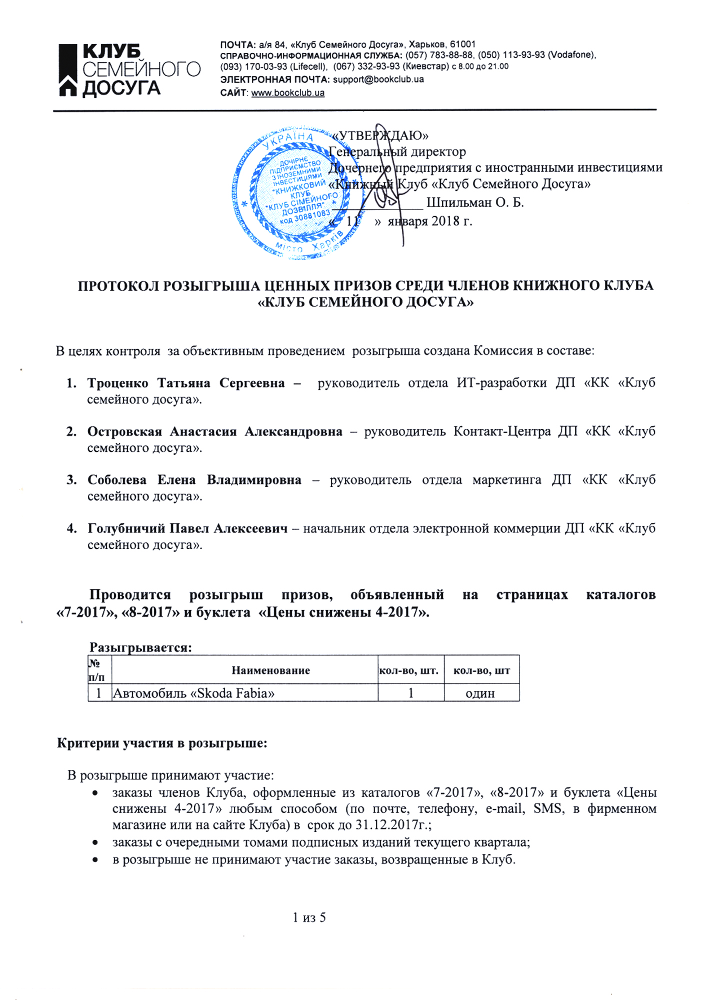 КЛУБ
СЕМЕЙНОГО
ДОСУГА
ПОЧТА: а/я 84, «Клуб Семейного Досуга», Харьков, 61001
СПРАВОЧНО-ИНФОРМАЦИОННАЯ СЛУЖБА: (057) 783-88-88, (050) 113-93-93 (Vodafone),
(093) 170-03-93 (Lifecell), (067) 332-93-93 (Киевстар) с 8.00 до 21.00
ЭЛЕКТРОННАЯ ПОЧТА: support@bookclub.ua
САЙТ: www.bookclub.ua
«УТВЕРЖДАЮ»
Генеральный директор
Дочернего предприятия с иностранными инвестициями
«Книжный Клуб «Клуб Семейного Досуга»
_____________ Шпильман О. Б.
« 11 » января 2018 г.
УКРАЇНА
ДОЧІРНЄ
ПІДПРИЄМСТВО
З ІНОЗЕМНИМИ
ІНВЕСТИЦІЯМИ
"КНИЖКОВИЙ
КЛУБ
"КЛУБ СІМЕЙНОГО
ДОЗВІЛЛЯ"
код 30881083
місто Харків
ПРОТОКОЛ РОЗЫГРЫША ЦЕННЫХ ПРИЗОВ СРЕДИ ЧЛЕНОВ КНИЖНОГО КЛУБА
«КЛУБ СЕМЕЙНОГО ДОСУГА»
В целях контроля за объективным проведением розыгрыша создана Комиссия в составе:
1. Троценко Татьяна Сергеевна – руководитель отдела ИТ-разработки ДП «КК «Клуб
семейного досуга».
2. Островская Анастасия Александровна – руководитель Контакт-Центра ДП «КК «Клуб
семейного досуга».
3. Соболева Елена Владимировна – руководитель отдела маркетинга ДП «КК «Клуб
семейного досуга».
4. Голубничий Павел Алексеевич – начальник отдела электронной коммерции ДП «КК «Клуб
семейного досуга».
Проводится розыгрыш призов, объявленный на страницах каталогов
«7-2017», «8-2017» и буклета «Цены снижены 4-2017».
Разыгрывается:
№ п/п Наименование кол-во, шт. кол-во, шт
1 Автомобиль «Skoda Fabia» 1 один
Критерии участия в розыгрыше:
В розыгрыше принимают участие:
• заказы членов Клуба, оформленные из каталогов «7-2017», «8-2017» и буклета «Цены
снижены 4-2017» любым способом (по почте, телефону, e-mail, SMS, в фирменном
магазине или на сайте Клуба) в срок до 31.12.2017г.;
• заказы с очередными томами подписных изданий текущего квартала;
• в розыгрыше не принимают участие заказы, возвращенные в Клуб.
1 из 5